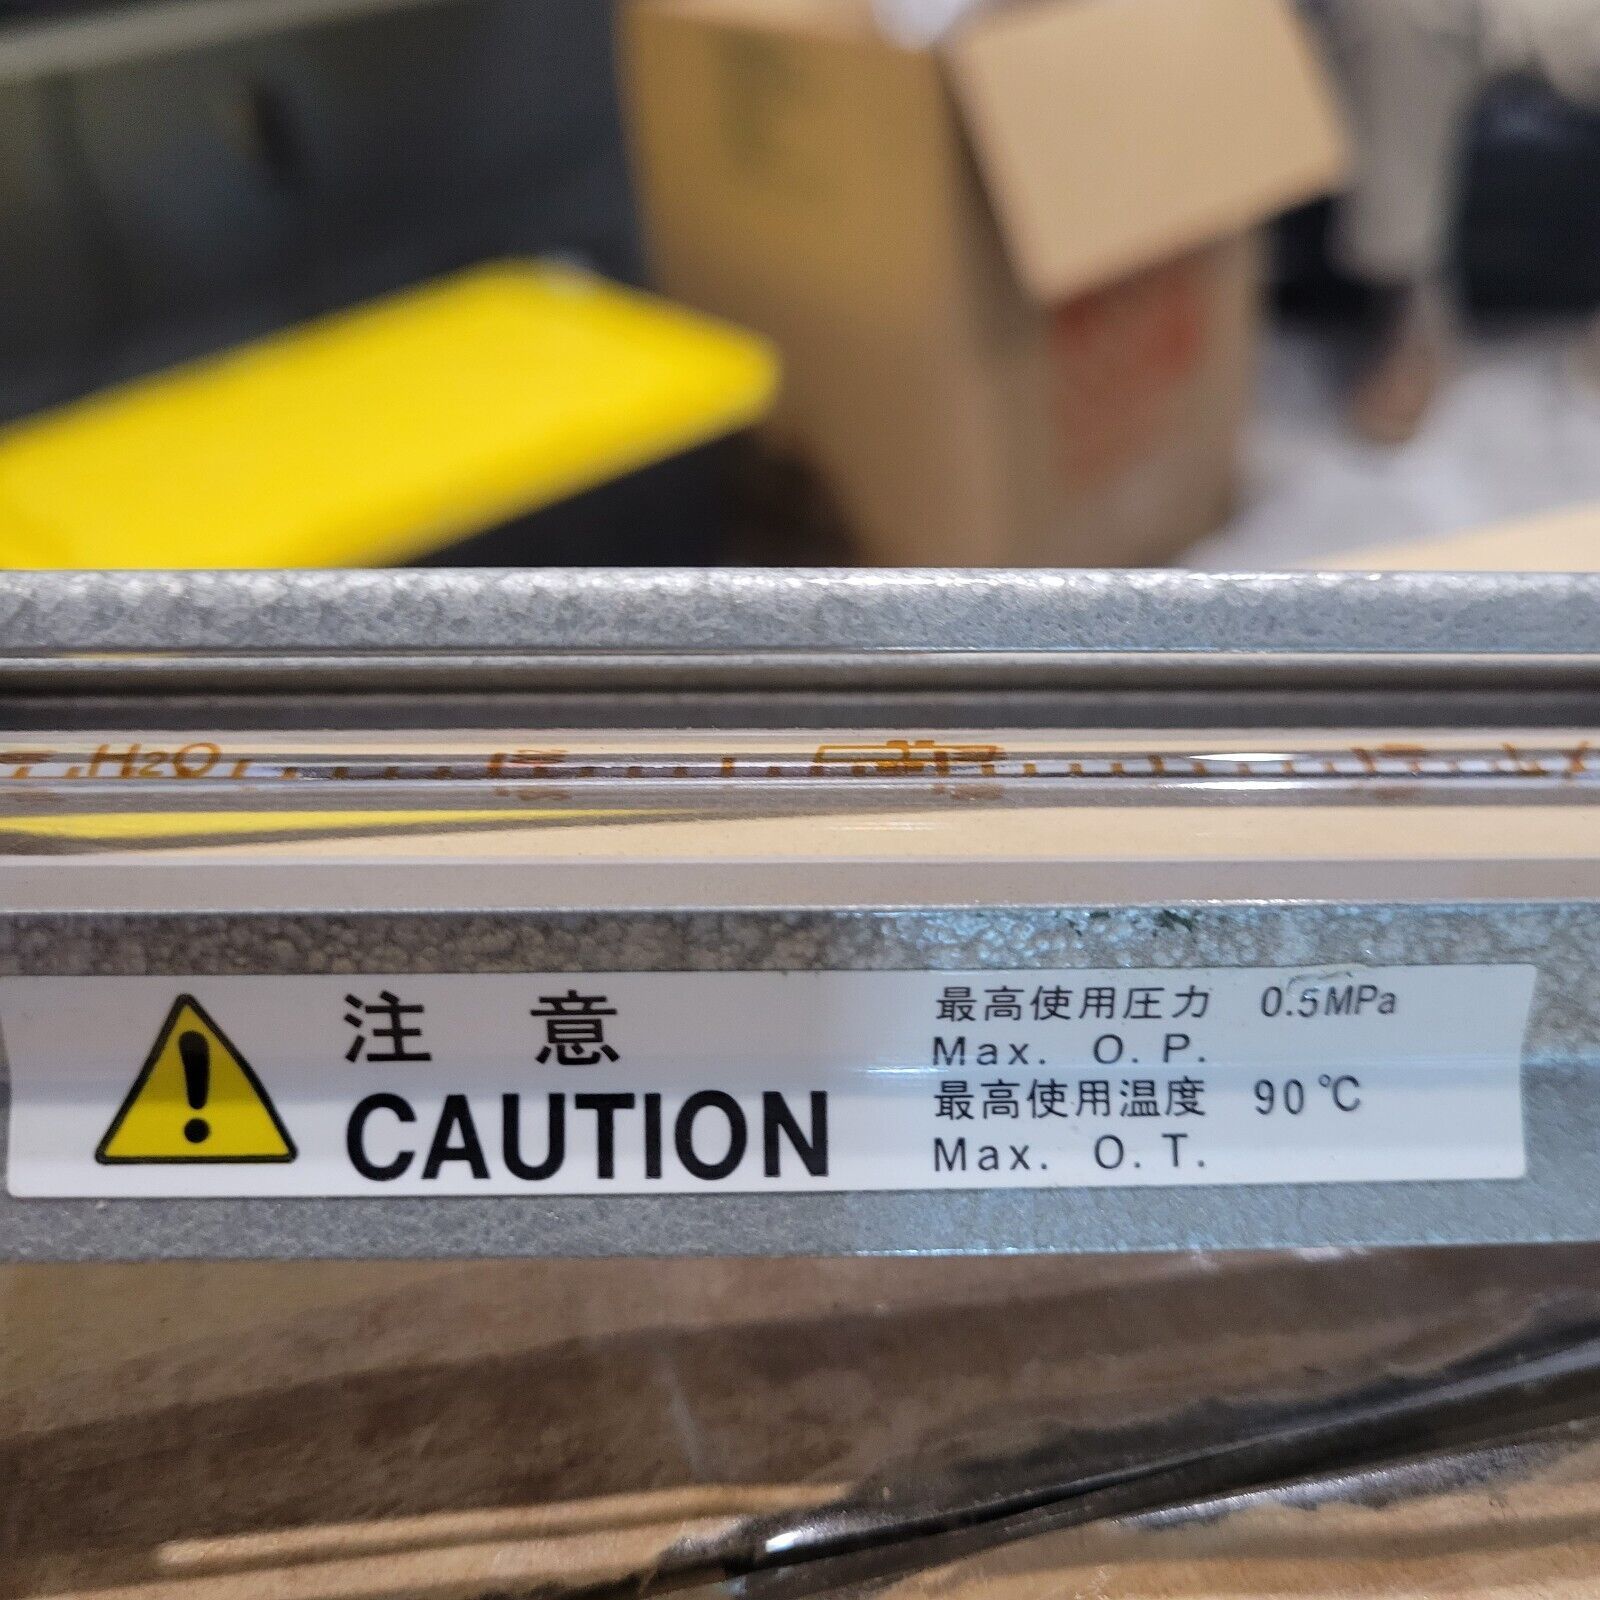 H2O
注 意
CAUTION
最高使用圧力 0.5MPa
Max. O.P.
最高使用温度 90℃
Max. O.T.